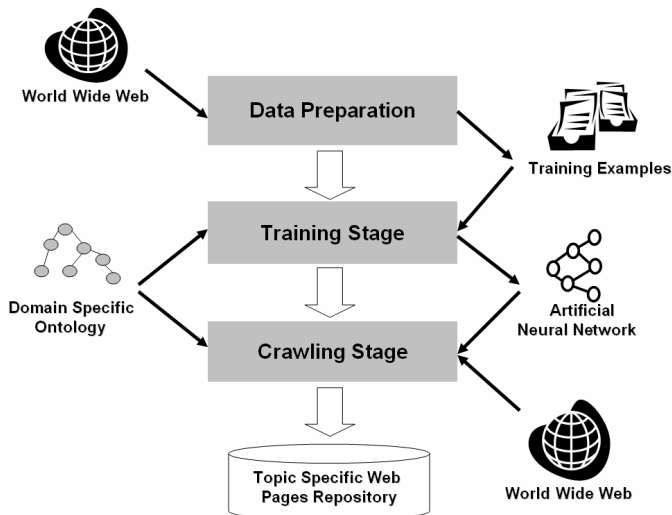 World Wide Web
Data Preparation
Training Examples
Training Stage
Domain Specific
Ontology
Artificial
Neural Network
Crawling Stage
Topic Specific Web
Pages Repository
World Wide Web